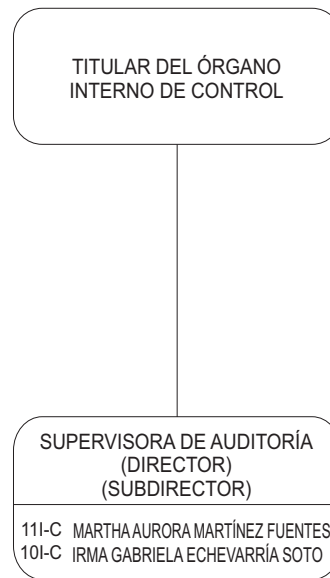 TITULAR DEL ÓRGANO
INTERNO DE CONTROL
SUPERVISORA DE AUDITORÍA
(DIRECTOR)
(SUBDIRECTOR)
11I-C MARTHA AURORA MARTÍNEZ FUENTES
10I-C IRMA GABRIELA ECHEVARRÍA SOTO